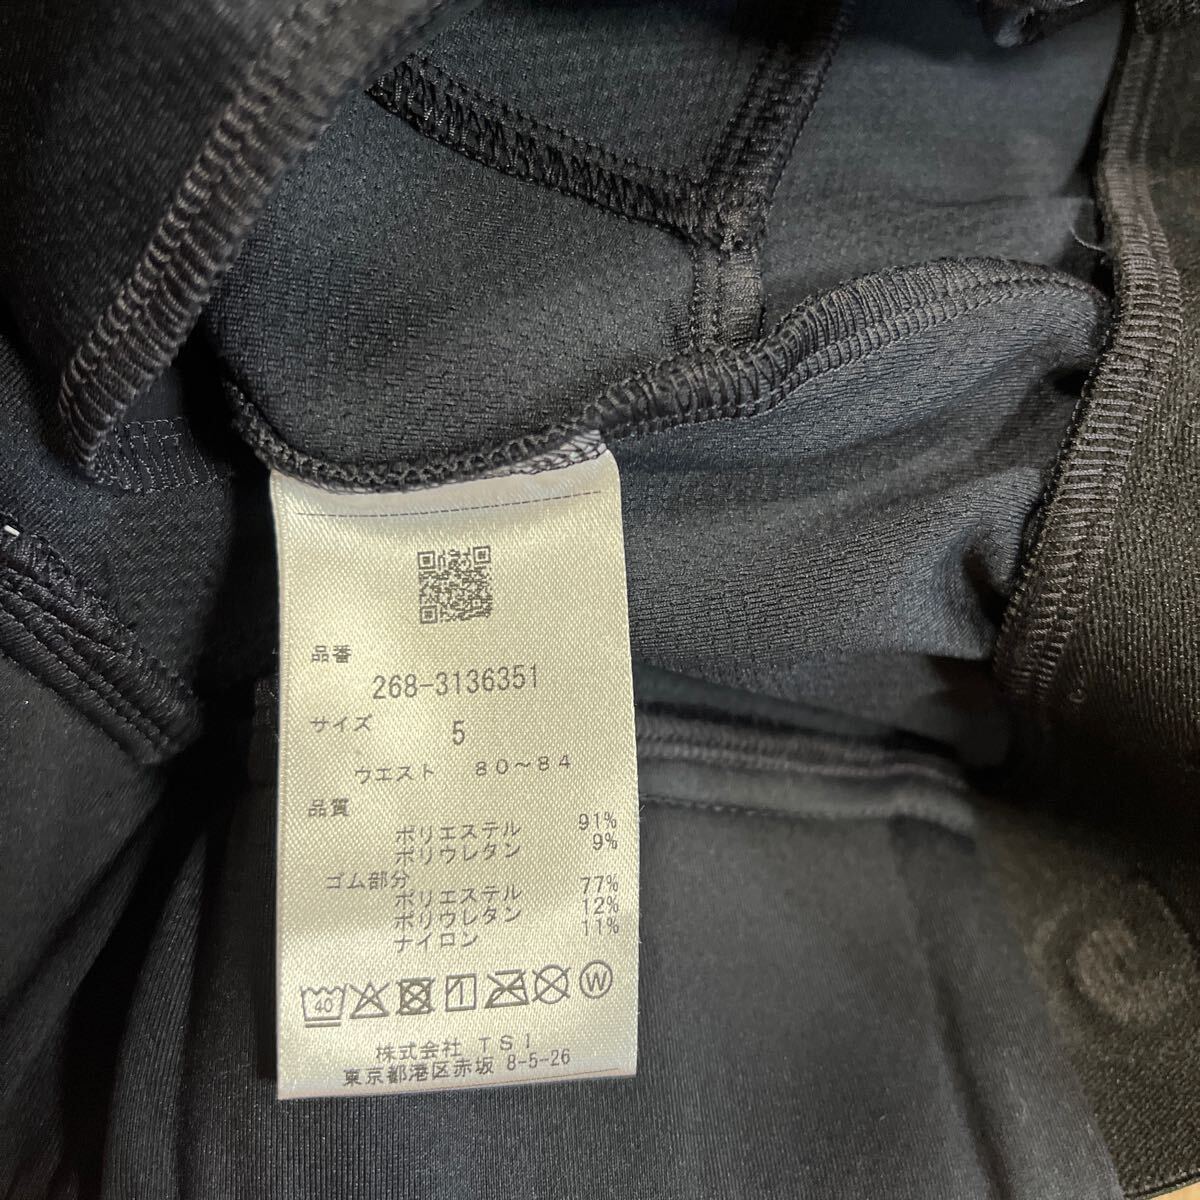 品番
268-3136351
サイズ 5
ウエスト 80〜84
品質
ポリエステル 91%
ポリウレタン 9%
ゴム部分
ポリエステル 77%
ポリウレタン 12%
ナイロン 11%
40 W
株式会社 TSI
東京都港区赤坂 8-5-26